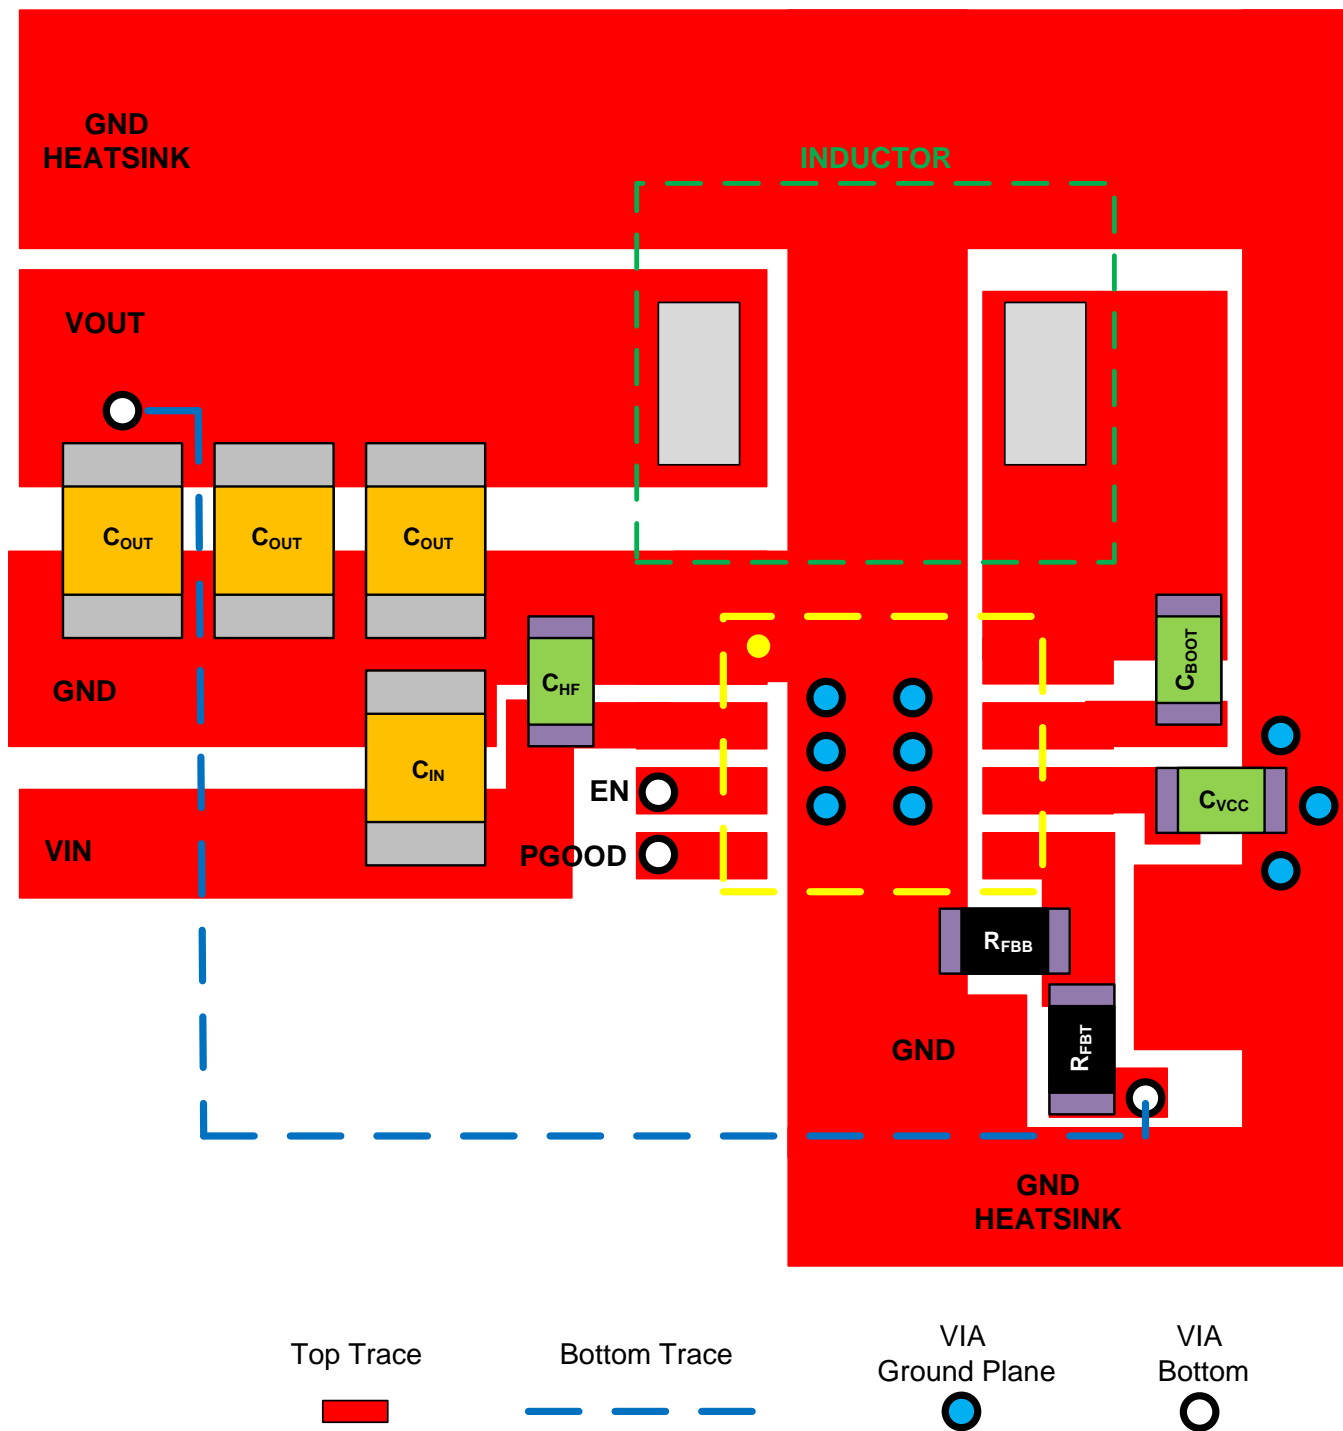 GND
HEATSINK
INDUCTOR
VOUT
COUT
COUT
COUT
GND
CHF
CBOOT
CIN
EN
CVCC
VIN
PGOOD
RFBB
GND
RFBT
GND
HEATSINK
Top Trace
Bottom Trace
VIA
Ground Plane
VIA
Bottom